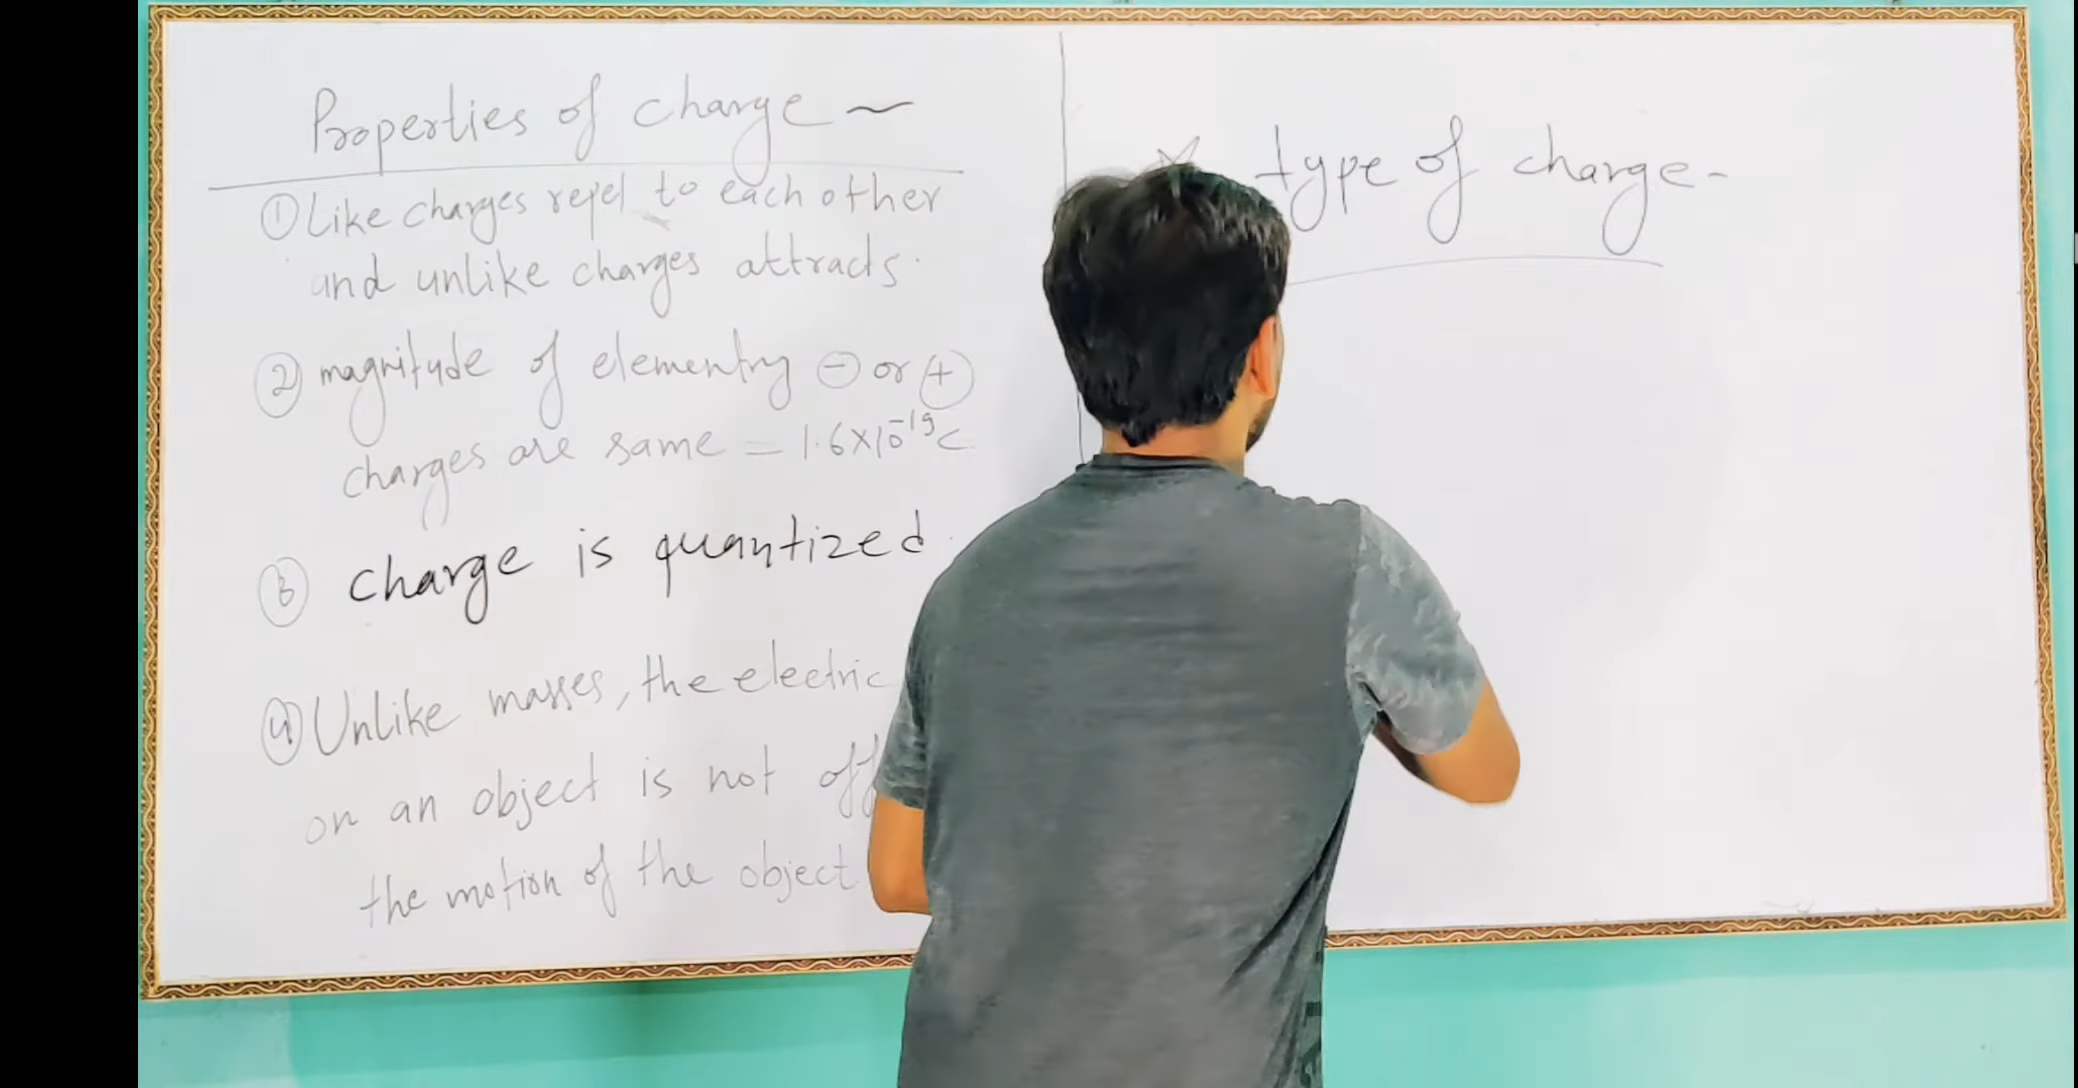 Properties of charge ~
① Like charges repel to each other
and unlike charges attracts.
② magnitude of elementry ⊖ or ⊕
charges are same = 1.6×10⁻¹⁹C
③ charge is quantized
④ Unlike masses, the electric
on an object is not
the motion of the object
type of charge-